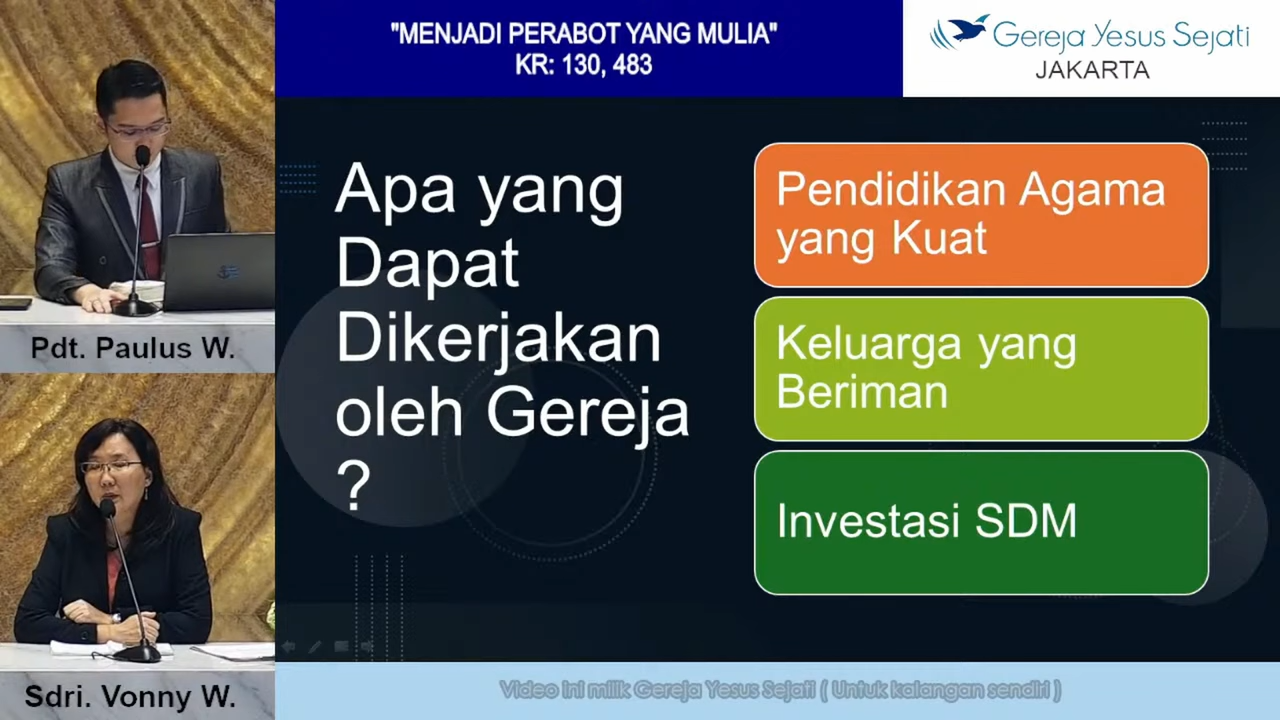 "MENJADI PERABOT YANG MULIA"
KR: 130, 483
Gereja Yesus Sejati
JAKARTA
Apa yang
Dapat
Dikerjakan
oleh Gereja
?
Pendidikan Agama
yang Kuat
Keluarga yang
Beriman
Investasi SDM
Pdt. Paulus W.
Sdri. Vonny W.
Video ini milik Gereja Yesus Sejati ( Untuk kalangan sendiri )